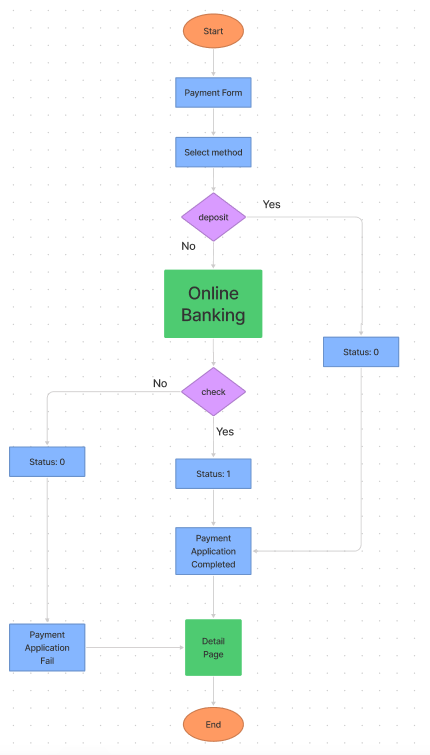 Start
Payment Form
Select method
deposit
Yes
No
Online
Banking
Status: 0
check
No
Yes
Status: 0
Status: 1
Payment
Application
Completed
Payment
Application
Fail
Detail
Page
End